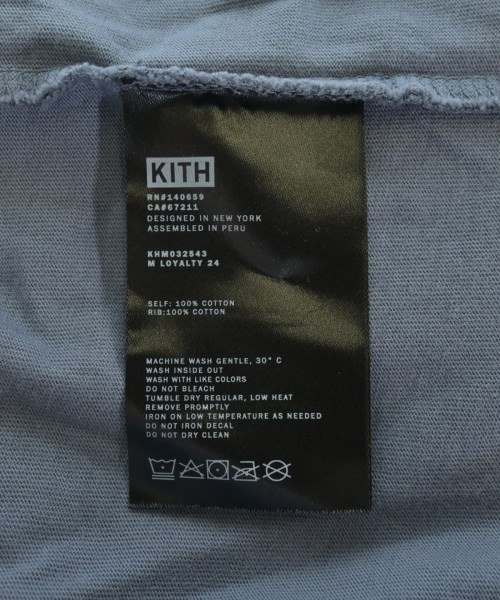 KITH
RN#140659
CA#67211
DESIGNED IN NEW YORK
ASSEMBLED IN PERU
KHM032543
M LOYALTY 24
SELF: 100% COTTON
RIB:100% COTTON
MACHINE WASH GENTLE, 30° C
WASH INSIDE OUT
WASH WITH LIKE COLORS
DO NOT BLEACH
TUMBLE DRY REGULAR, LOW HEAT
REMOVE PROMPTLY
IRON ON LOW TEMPERATURE AS NEEDED
DO NOT IRON DECAL
DO NOT DRY CLEAN